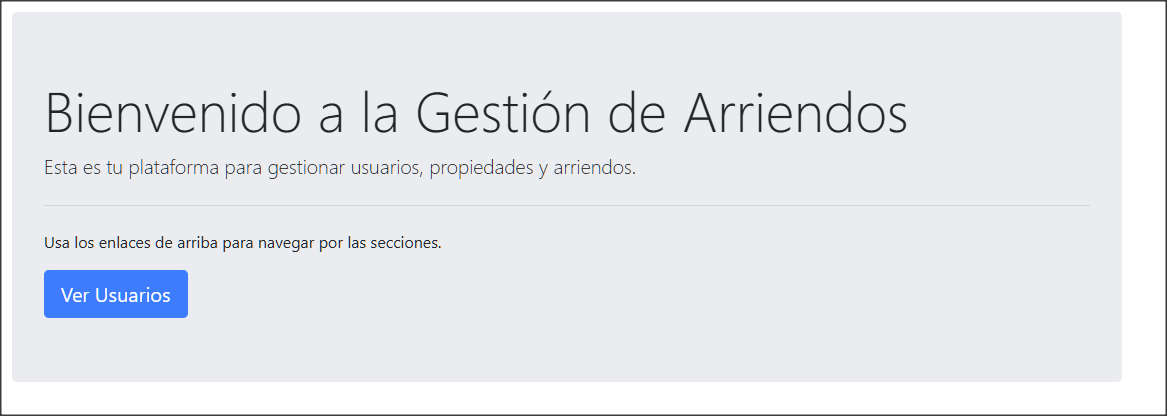 Bienvenido a la Gestión de Arriendos
Esta es tu plataforma para gestionar usuarios, propiedades y arriendos.
Usa los enlaces de arriba para navegar por las secciones.
Ver Usuarios